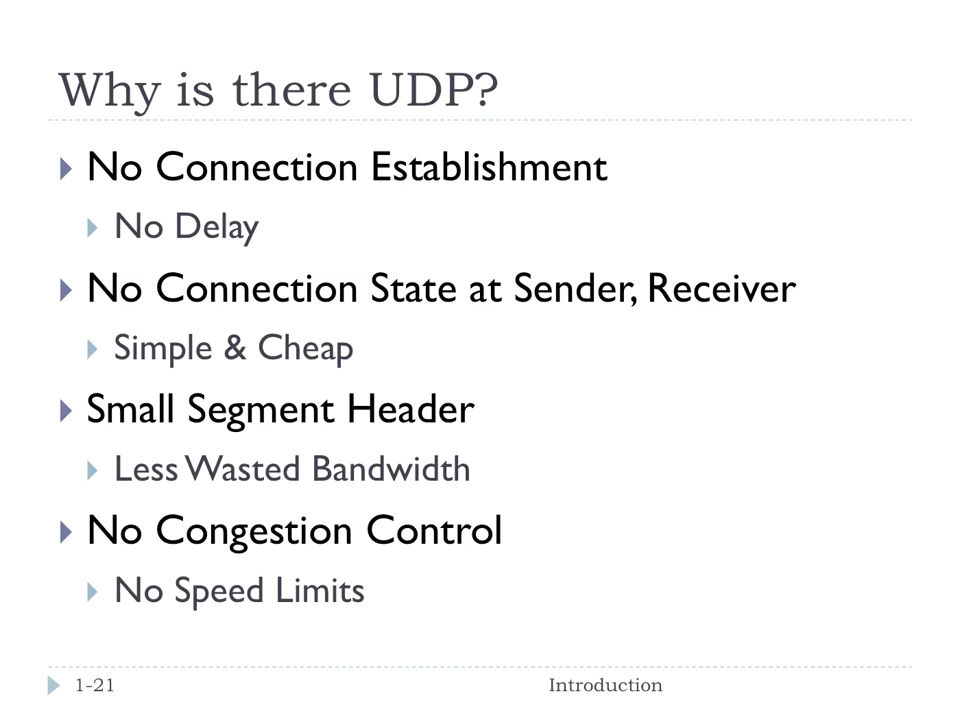 Why is there UDP?
No Connection Establishment
No Delay
No Connection State at Sender, Receiver
Simple & Cheap
Small Segment Header
Less Wasted Bandwidth
No Congestion Control
No Speed Limits
1-21 Introduction